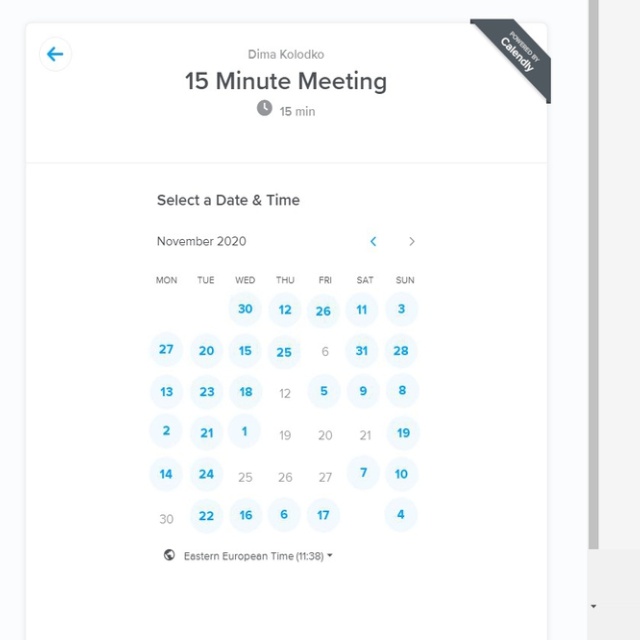 POWERED BY
Calendly
Dima Kolodko
15 Minute Meeting
15 min
Select a Date & Time
November 2020
MON TUE WED THU FRI SAT SUN
30 12 26 11 3
27 20 15 25 6 31 28
13 23 18 12 5 9 8
2 21 1 19 20 21 19
14 24 25 26 27 7 10
30 22 16 6 17 4
Eastern European Time (11:38)